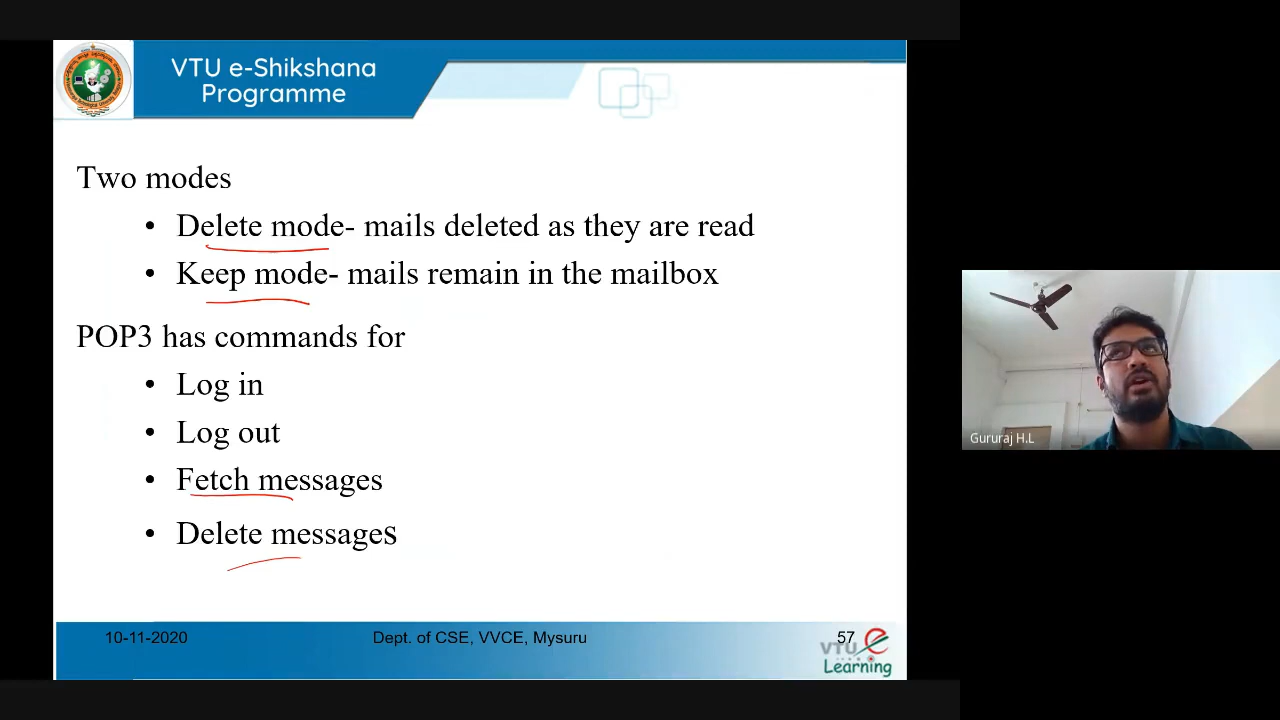 VTU e-Shikshana
Programme
Two modes
• Delete mode- mails deleted as they are read
• Keep mode- mails remain in the mailbox
POP3 has commands for
• Log in
• Log out
• Fetch messages
• Delete messages
Gururaj H.L
10-11-2020 Dept. of CSE, VVCE, Mysuru 57
VTU e
Learning